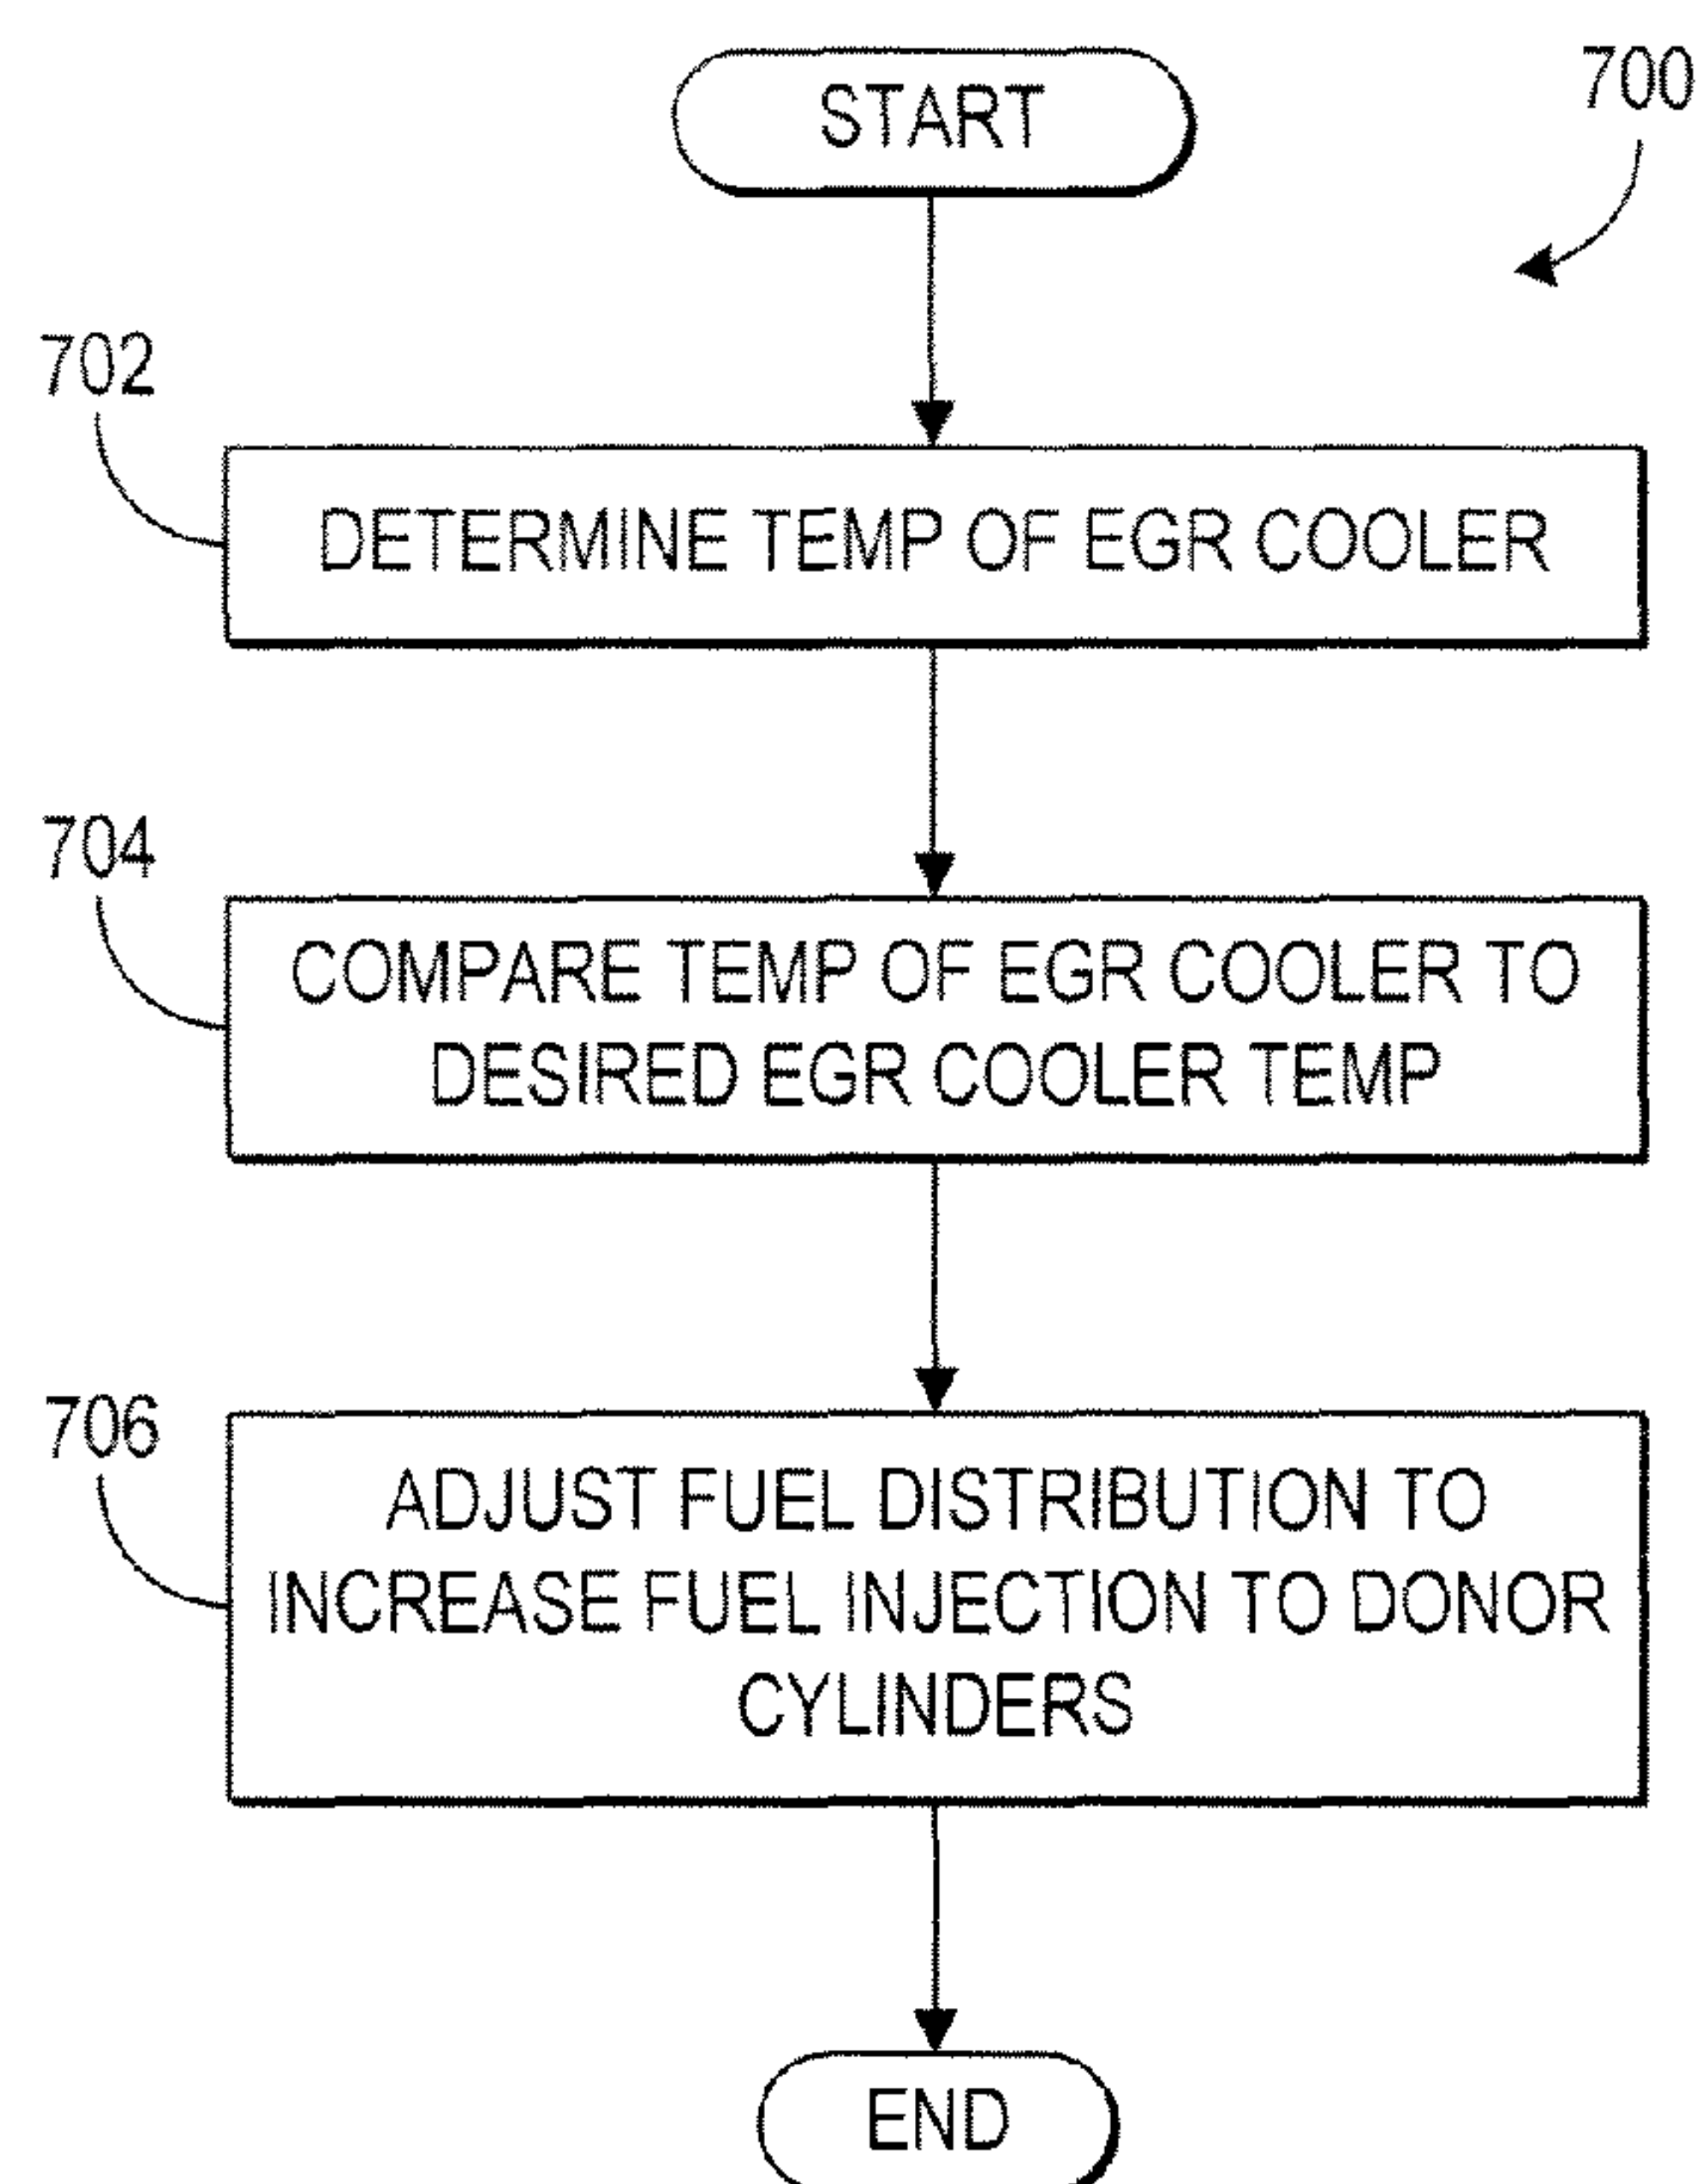 START
700
702
DETERMINE TEMP OF EGR COOLER
704
COMPARE TEMP OF EGR COOLER TO
DESIRED EGR COOLER TEMP
706
ADJUST FUEL DISTRIBUTION TO
INCREASE FUEL INJECTION TO DONOR
CYLINDERS
END